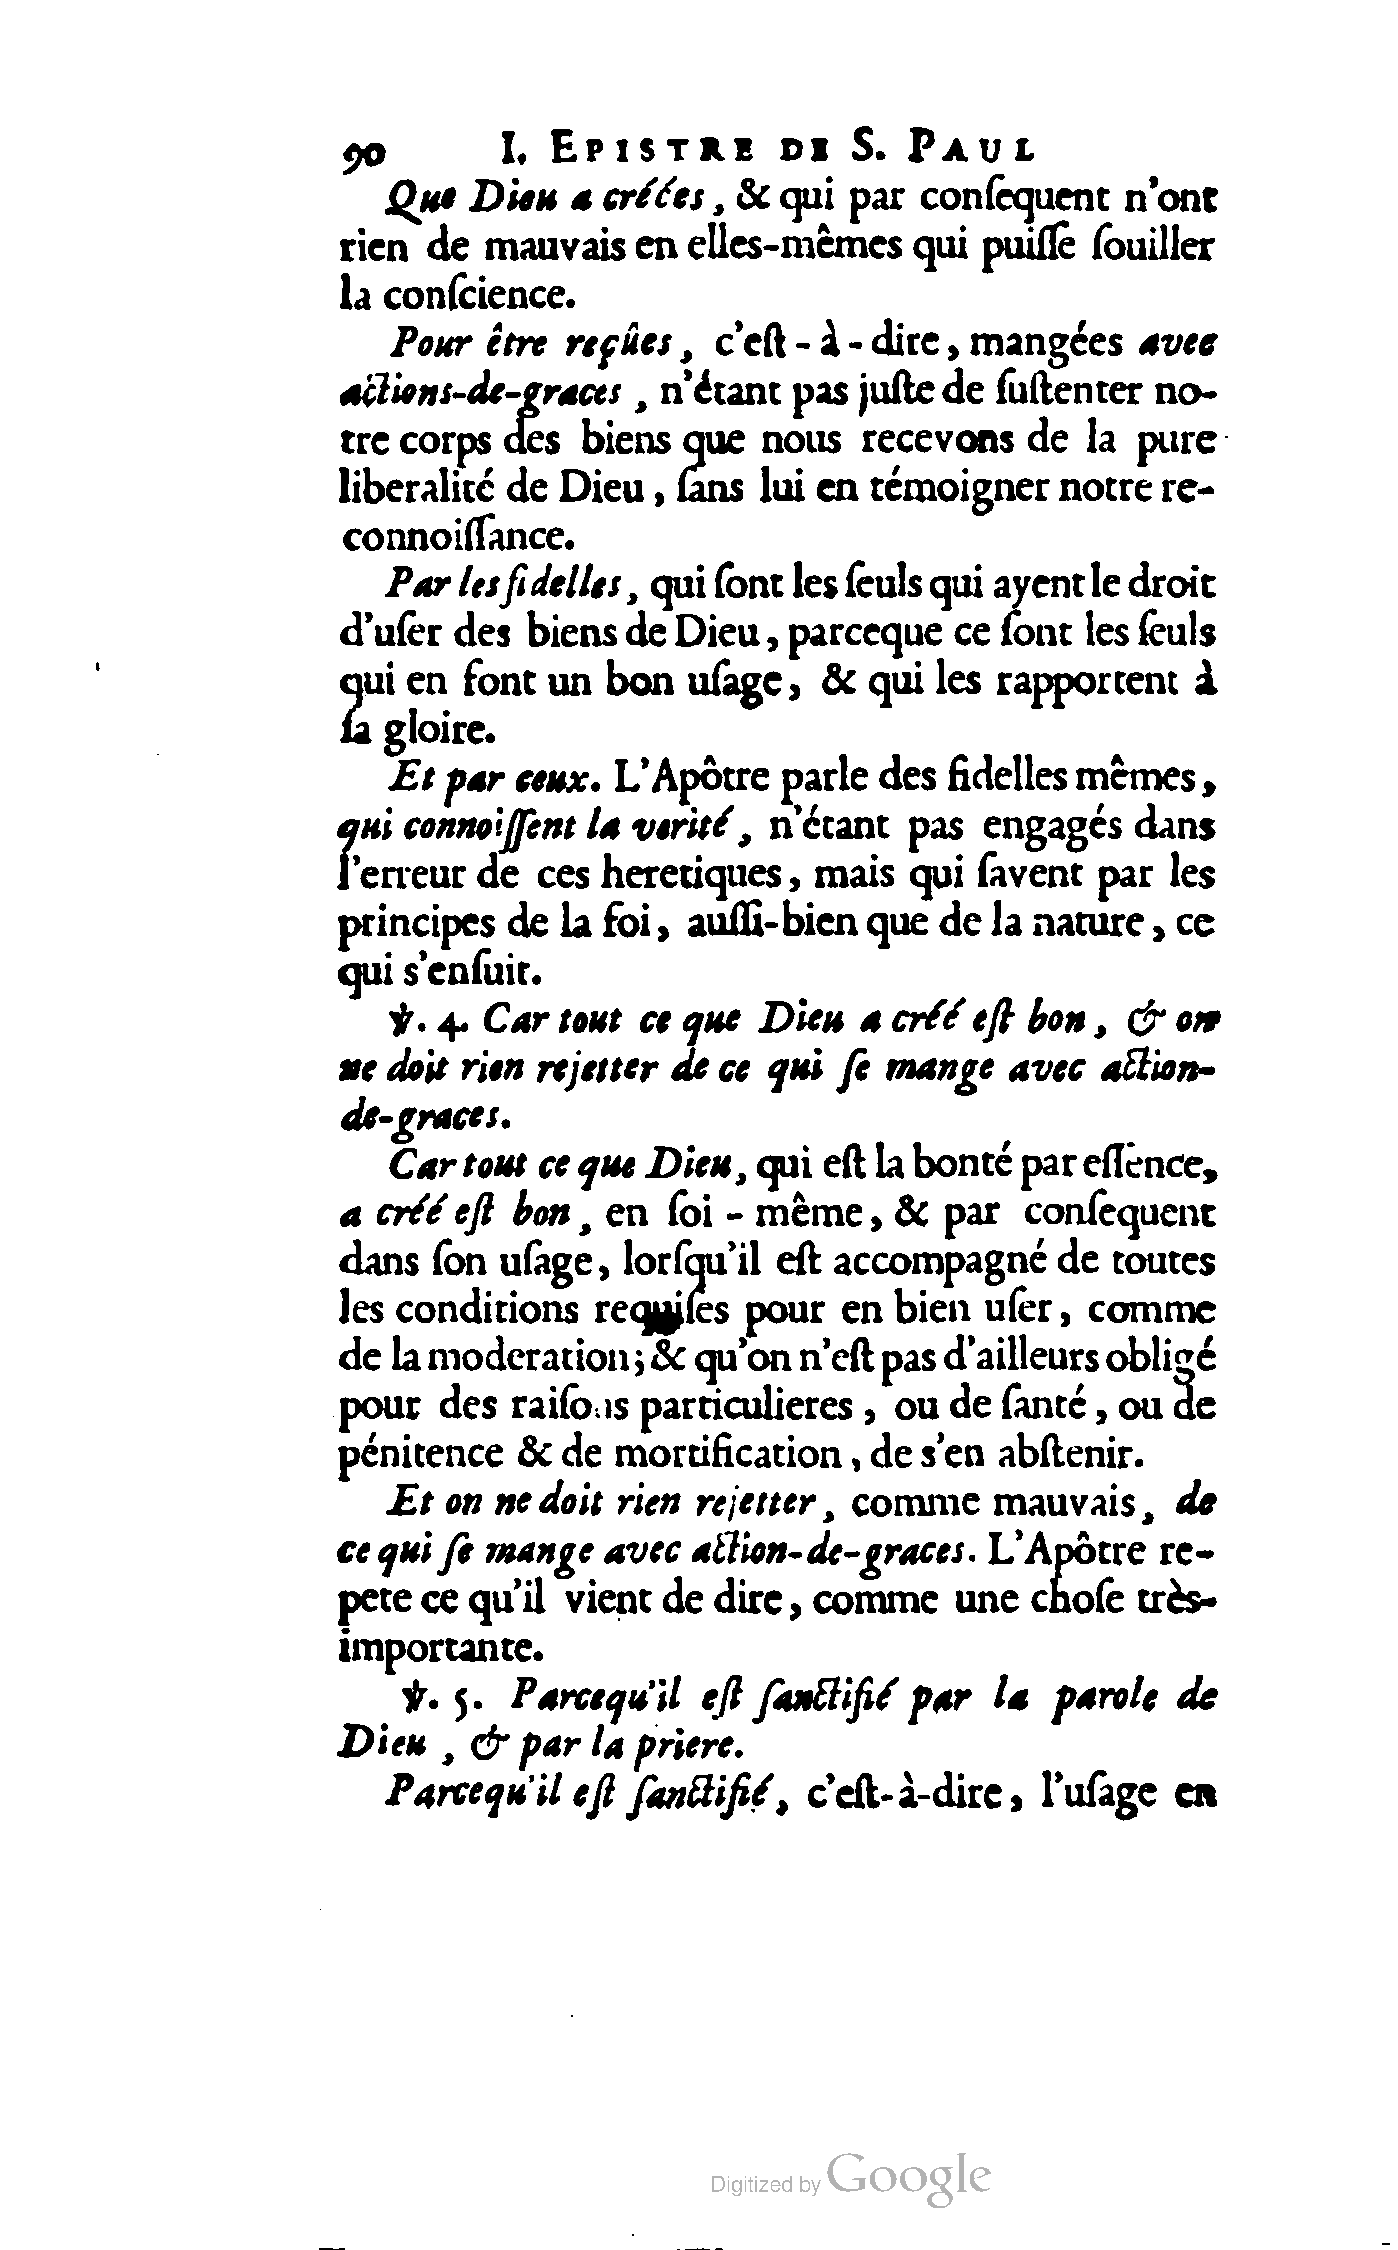 90 I. EPISTRE DE S. PAUL
Que Dieu a créées, & qui par conſequent n'ont
rien de mauvais en elles-mêmes qui puiſſe ſouiller
la conſcience.
Pour être reçûes, c'eſt-à-dire, mangées avec
actions-de-graces, n'étant pas juſte de ſuſtenter no-
tre corps des biens que nous recevons de la pure
liberalité de Dieu, ſans lui en témoigner notre re-
connoiſſance.
Par les fidelles, qui ſont les ſeuls qui ayent le droit
d'uſer des biens de Dieu, parceque ce ſont les ſeuls
qui en font un bon uſage, & qui les rapportent à
ſa gloire.
Et par ceux. L'Apôtre parle des fidelles mêmes,
qui connoiſſent la verité, n'étant pas engagés dans
l'erreur de ces heretiques, mais qui ſavent par les
principes de la foi, auſſi-bien que de la nature, ce
qui s'enſuit.
℣. 4. Car tout ce que Dieu a créé eſt bon, & on
ne doit rien rejetter de ce qui ſe mange avec action-
de-graces.
Car tout ce que Dieu, qui eſt la bonté par eſſence,
a créé eſt bon, en ſoi-même, & par conſequent
dans ſon uſage, lorſqu'il eſt accompagné de toutes
les conditions requiſes pour en bien uſer, comme
de la moderation; & qu'on n'eſt pas d'ailleurs obligé
pour des raiſons particulieres, ou de ſanté, ou de
pénitence & de mortification, de s'en abſtenir.
Et on ne doit rien rejetter, comme mauvais, de
ce qui ſe mange avec action-de-graces. L'Apôtre re-
pete ce qu'il vient de dire, comme une choſe très-
importante.
℣. 5. Parcequ'il eſt ſanctifié par la parole de
Dieu, & par la priere.
Parcequ'il eſt ſanctifié, c'eſt-à-dire, l'uſage en
Digitized by Google